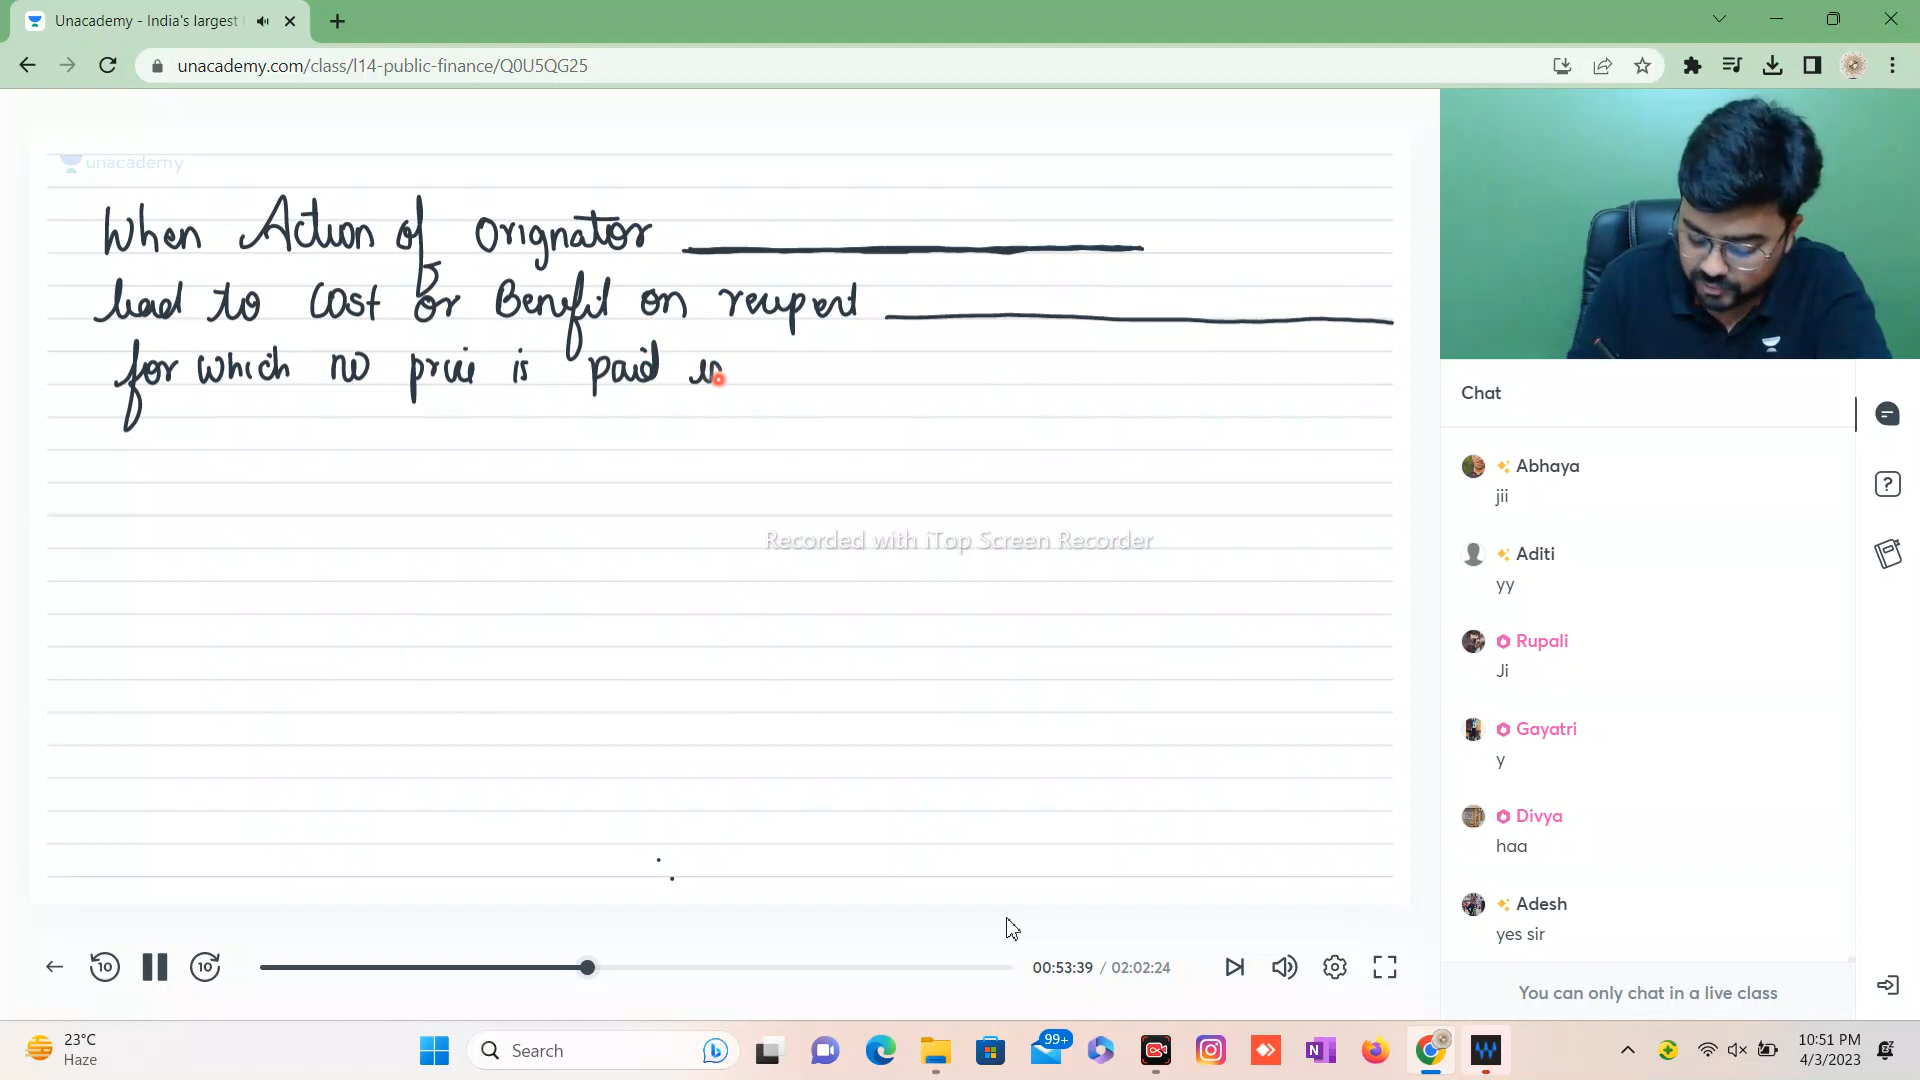 Unacademy - India's largest
unacademy.com/class/l14-public-finance/Q0U5QG25
unacademy
When Action of Orignator
lead to Cost or Benefit on
for which no price is paid in
Recorded with iTop Screen Recorder
Chat
Abhaya
jii
Aditi
yy
Rupali
Ji
Gayatri
y
Divya
haa
Adesh
yes sir
You can only chat in a live class
10
10
00:53:39 / 02:02:24
23°C
Haze
Search
99+
10:51 PM
4/3/2023